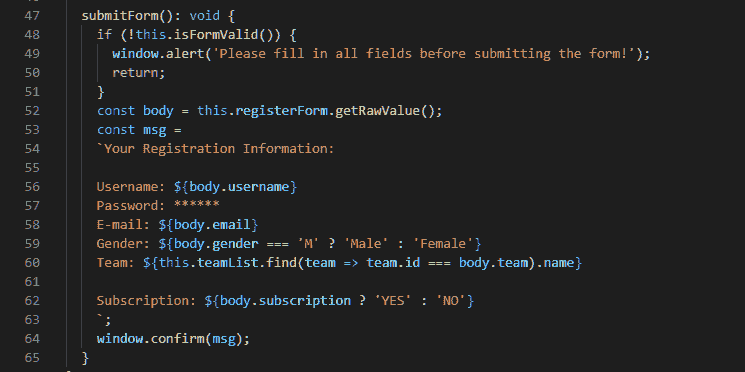 47 submitForm(): void {
48 if (!this.isFormValid()) {
49 window.alert('Please fill in all fields before submitting the form!');
50 return;
51 }
52 const body = this.registerForm.getRawValue();
53 const msg =
54 `Your Registration Information:
55
56 Username: ${body.username}
57 Password: ******
58 E-mail: ${body.email}
59 Gender: ${body.gender === 'M' ? 'Male' : 'Female'}
60 Team: ${this.teamList.find(team => team.id === body.team).name}
61
62 Subscription: ${body.subscription ? 'YES' : 'NO'}
63 `;
64 window.confirm(msg);
65 }